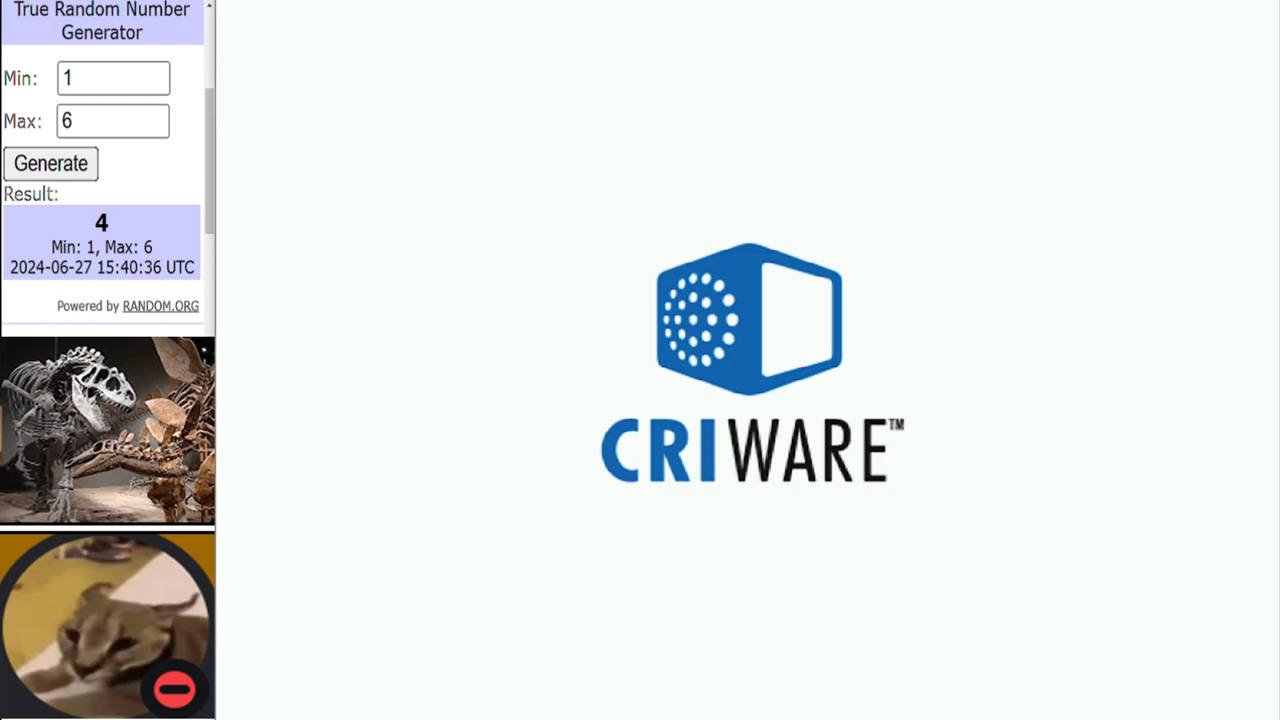 True Random Number
Generator
Min: 1
Max: 6
Generate
Result:
4
Min: 1, Max: 6
2024-06-27 15:40:36 UTC
Powered by RANDOM.ORG
CRIWARE™